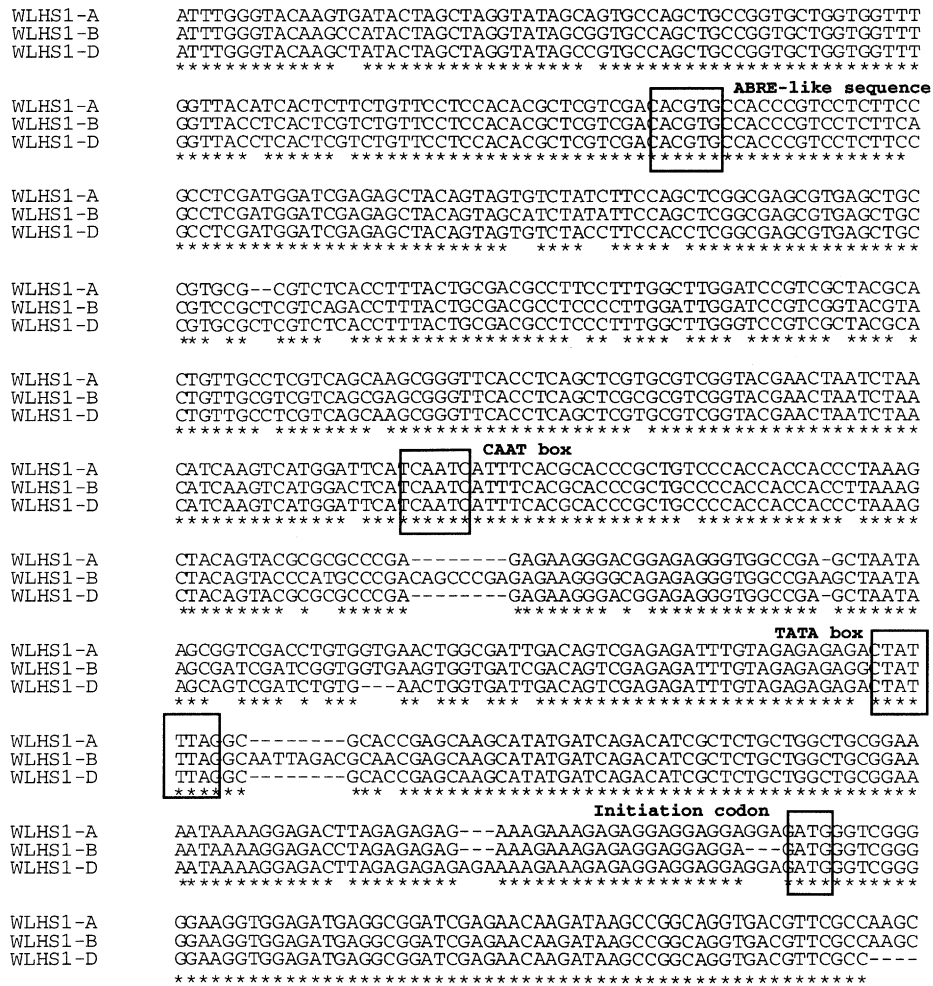 WLHS1-A ATTTGGGTACAAGTGATACTAGCTAGGTATAGCAGTGCCAGCTGCCGGTGCTGGTGGTTT
WLHS1-B ATTTGGGTACAAGCCATACTAGCTAGGTATAGCGGTGCCAGCTGCCGGTGCTGGTGGTTT
WLHS1-D ATTTGGGTACAAGCTATACTAGCTAGGTATAGCCGTGCCAGCTGCCGGTGCTGGTGGTTT
************* ****************** **************************
ABRE-like sequence
WLHS1-A GGTTACATCACTCTTCTGTTCCTCCACACGCTCGTCGACACGTGCCACCCGTCCTCTTCC
WLHS1-B GGTTACCTCACTCGTCTGTTCCTCCACACGCTCGTCGACACGTGCCACCCGTCCTCTTCA
WLHS1-D GGTTACCTCACTCGTCTGTTCCTCCACACGCTCGTCGACACGTGCCACCCGTCCTCTTCC
****** ****** *********************************************
WLHS1-A GCCTCGATGGATCGAGAGCTACAGTAGTGTCTATCTTCCAGCTCGGCGAGCGTGAGCTGC
WLHS1-B GCCTCGATGGATCGAGAGCTACAGTAGCATCTATATTCCAGCTCGGCGAGCGTGAGCTGC
WLHS1-D GCCTCGATGGATCGAGAGCTACAGTAGTGTCTACCTTCCACCTCGGCGAGCGTGAGCTGC
*************************** **** ***** *******************
WLHS1-A CGTGCG--CGTCTCACCTTTACTGCGACGCCTTCCTTTGGCTTGGATCCGTCGCTACGCA
WLHS1-B CGTCCGCTCGTCAGACCTTTACTGCGACGCCTCCCCTTGGATTGGATCCGTCGGTACGTA
WLHS1-D CGTGCGCTCGTCTCACCTTTACTGCGACGCCTCCCTTTGGCTTGGGTCCGTCGCTACGCA
*** ** **** ****************** ** **** **** ******* **** *
WLHS1-A CTGTTGCCTCGTCAGCAAGCGGGTTCACCTCAGCTCGTGCGTCGGTACGAACTAATCTAA
WLHS1-B CTGTTGCGTCGTCAGCGAGCGGGTTCACCTCAGCTCGCGCGTCGGTACGAACTAATCTAA
WLHS1-D CTGTTGCCTCGTCAGCAAGCGGGTTCACCTCAGCTCGTGCGTCGGTACGAACTAATCTAA
******* ******** ******************** **********************
CAAT box
WLHS1-A CATCAAGTCATGGATTCATCAATCATTTCACGCACCCGCTGTCCCCACCACCACCCTAAAG
WLHS1-B CATCAAGTCATGGACTCATCAATCATTTCACGCACCCGCTGCCCCACCACCACCTTAAAG
WLHS1-D CATCAAGTCATGGATTCATCAATCATTTCACGCACCCGCTGCCCCACCACCACCCTAAAG
************** ************************** ************ *****
WLHS1-A CTACAGTACGCGCGCCCGA--------GAGAAGGGACGGAGAGGGTGGCCGA-GCTAATA
WLHS1-B CTACAGTACCCATGCCCGACAGCCCGAGAGAAGGGGCAGAGAGGGTGGCCGAAGCTAATA
WLHS1-D CTACAGTACGCGCGCCCGA--------GAGAAGGGACGGAGAGGGTGGCCGA-GCTAATA
********* * ****** ******** * ************** *******
TATA box
WLHS1-A AGCGGTCGACCTGTGGTGAACTGGCGATTGACAGTCGAGAGATTTGTAGAGAGAGACTAT
WLHS1-B AGCGATCGATCGGTGGTGAAGTGGTGATCGACAGTCGAGAGATTTGTAGAGAGAGGCTAT
WLHS1-D AGCAGTCGATCTGTG---AACTGGTGATTGACAGTCGAGAGATTTGTAGAGAGAGACTAT
*** **** * *** ** *** *** ************************** ****
WLHS1-A TTAGGC--------GCACCGAGCAAGCATATGATCAGACATCGCTCTGCTGGCTGCGGAA
WLHS1-B TTAGGCAATTAGACGCAACGAGCAAGCATATGATCAGACATCGCTCTGCTGGCTGCGGAA
WLHS1-D TTAGGC--------GCACCGAGCAAGCATATGATCAGACATCGCTCTGCTGGCTGCGGAA
****** *** ******************************************
Initiation codon
WLHS1-A AATAAAAGGAGACTTAGAGAGAG---AAAGAAAGAGAGGAGGAGGAGGAGATGGGTCGGG
WLHS1-B AATAAAAGGAGACCTAGAGAGAG---AAAGAAAGAGAGGAGGAGGA---GATGGGTCGGG
WLHS1-D AATAAAAGGAGACTTAGAGAGAGAGAAAAGAAAGAGAGGAGGAGGAGGAGATGGGTCGGG
************* ********* ******************** ***********
WLHS1-A GGAAGGTGGAGATGAGGCGGATCGAGAACAAGATAAGCCGGCAGGTGACGTTCGCCAAGC
WLHS1-B GGAAGGTGGAGATGAGGCGGATCGAGAACAAGATAAGCCGGCAGGTGACGTTCGCCAAGC
WLHS1-D GGAAGGTGGAGATGAGGCGGATCGAGAACAAGATAAGCCGGCAGGTGACGTTCGCC----
********************************************************